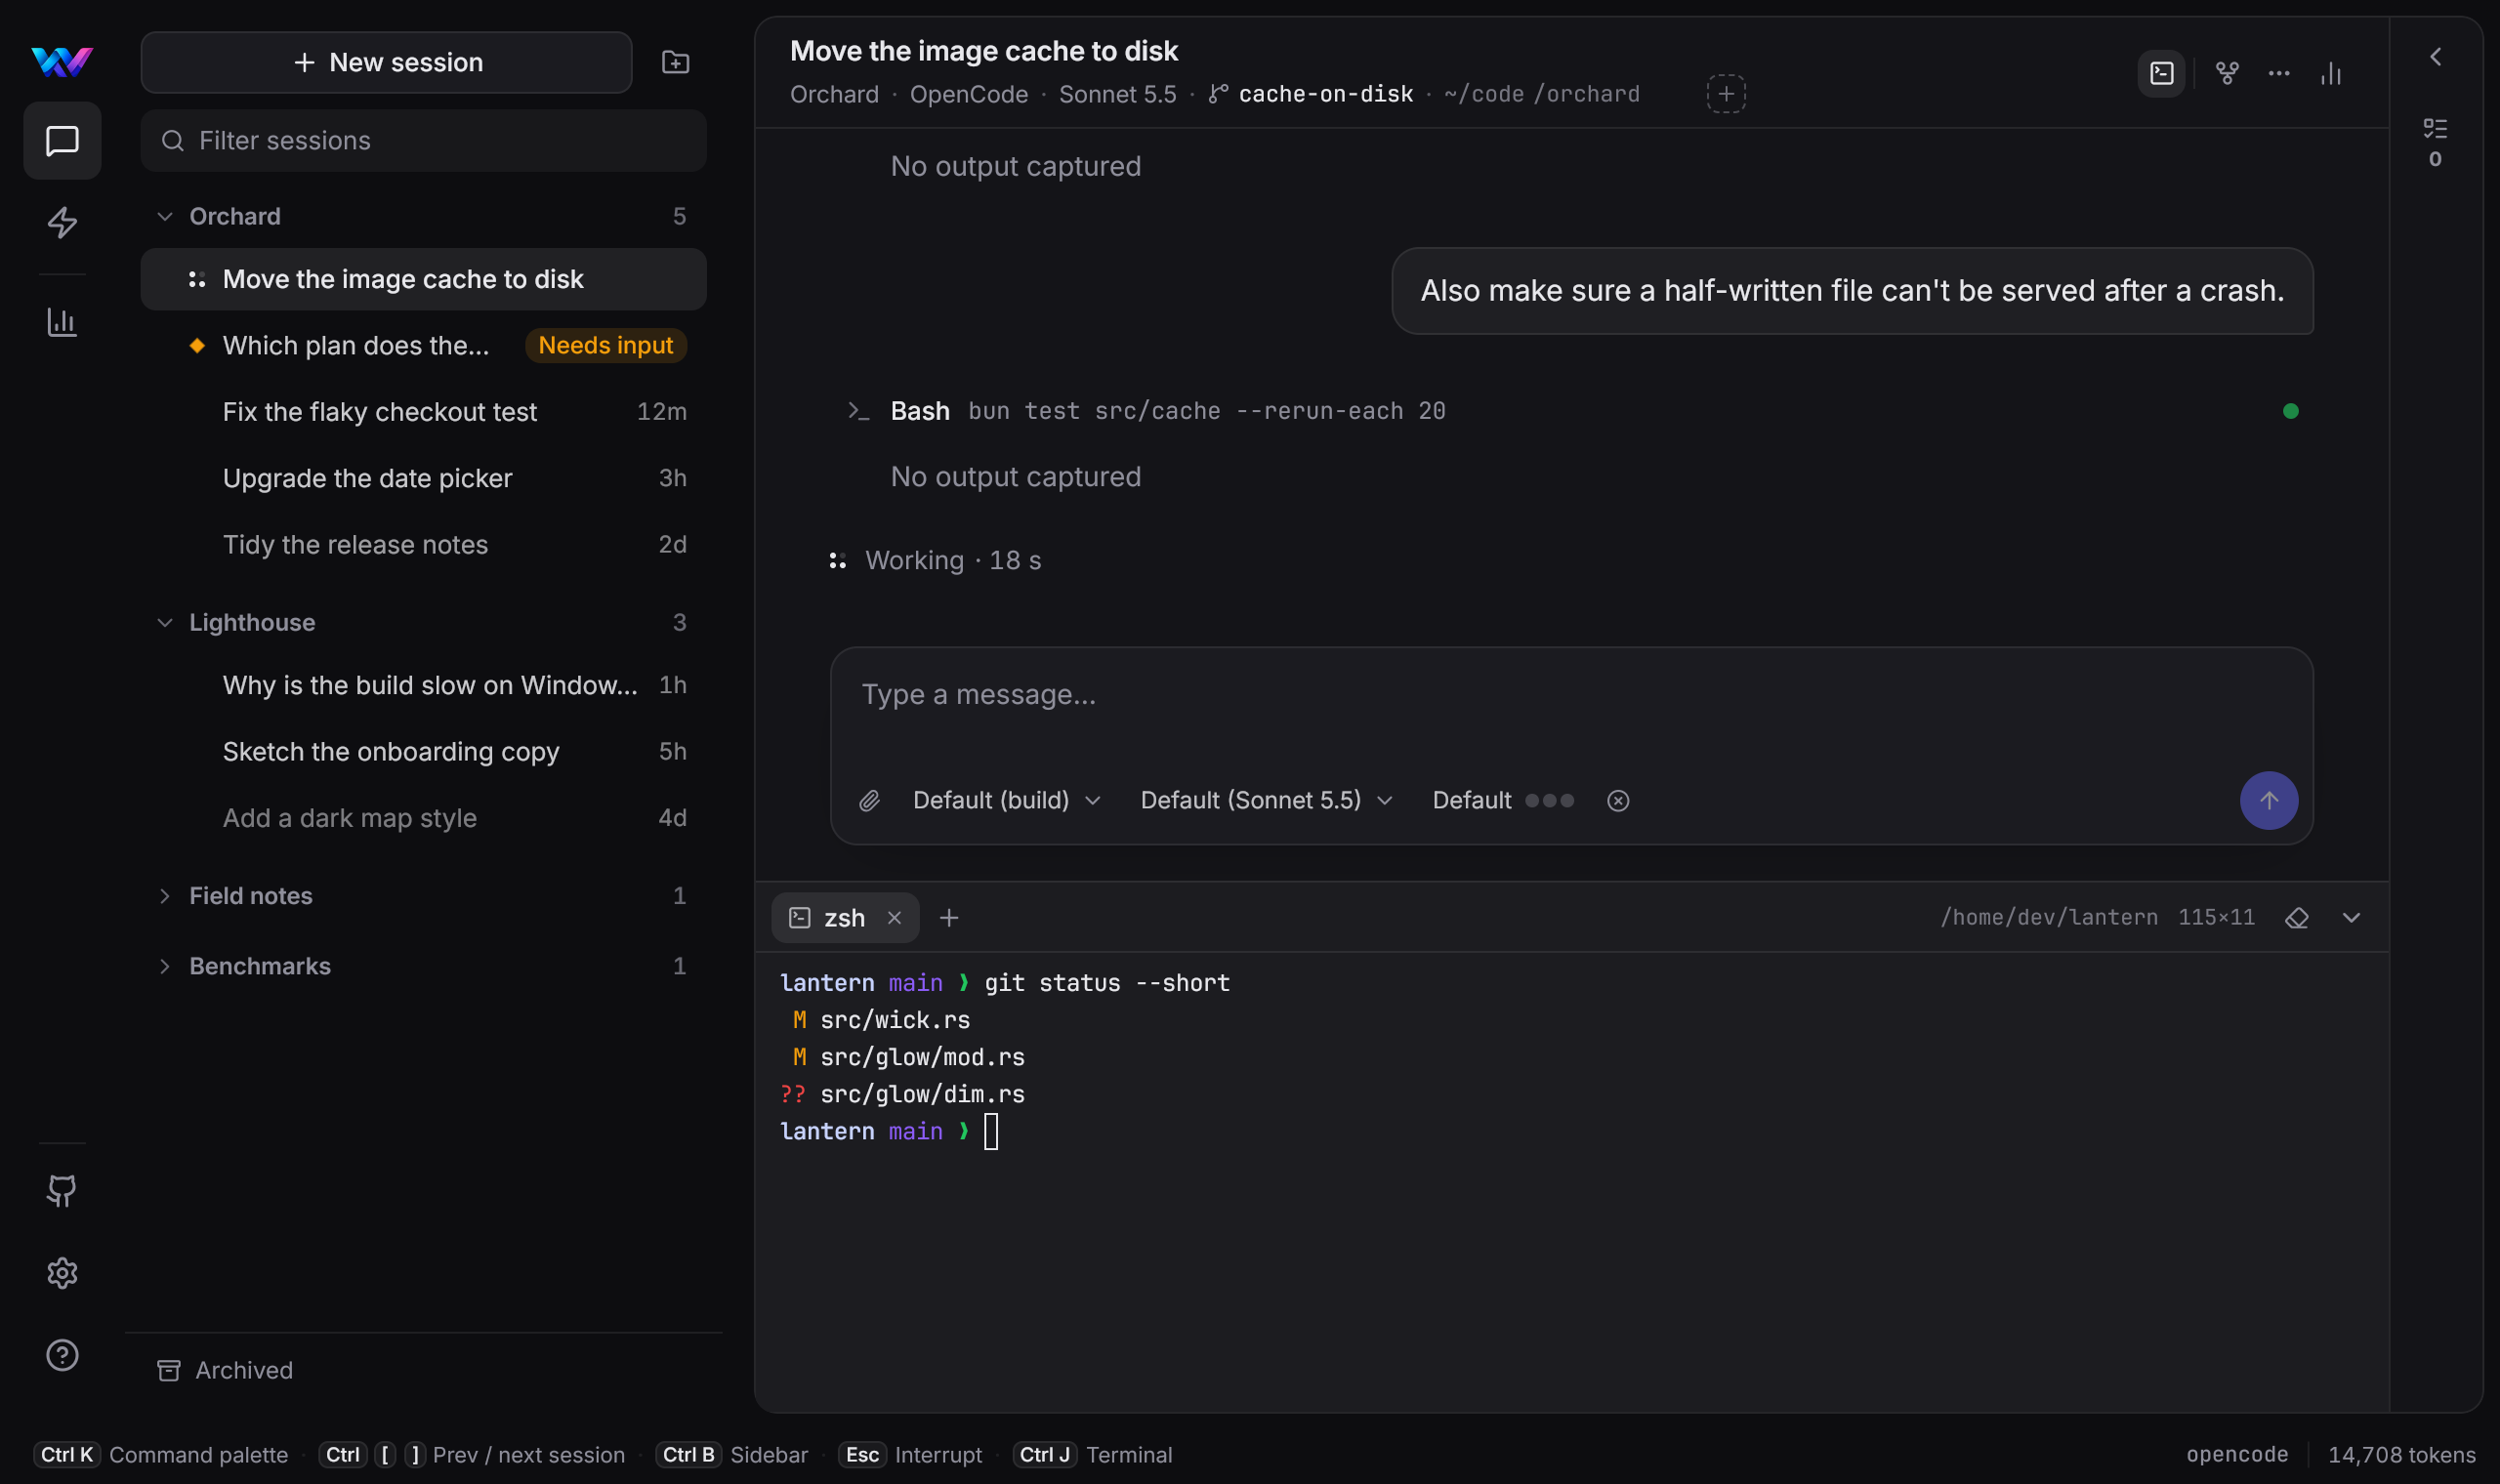 New session
Filter sessions
Orchard 5
Move the image cache to disk
Which plan does the... Needs input
Fix the flaky checkout test 12m
Upgrade the date picker 3h
Tidy the release notes 2d
Lighthouse 3
Why is the build slow on Window... 1h
Sketch the onboarding copy 5h
Add a dark map style 4d
Field notes 1
Benchmarks 1
Archived
Move the image cache to disk
Orchard · OpenCode · Sonnet 5.5 · cache-on-disk · ~/code /orchard
0
No output captured
Also make sure a half-written file can't be served after a crash.
Bash bun test src/cache --rerun-each 20
No output captured
Working · 18 s
Type a message...
Default (build) Default (Sonnet 5.5) Default
zsh /home/dev/lantern 115×11
lantern main ❯ git status --short
M src/wick.rs
M src/glow/mod.rs
?? src/glow/dim.rs
lantern main ❯
Ctrl K Command palette · Ctrl [ ] Prev / next session · Ctrl B Sidebar · Esc Interrupt · Ctrl J Terminal opencode 14,708 tokens